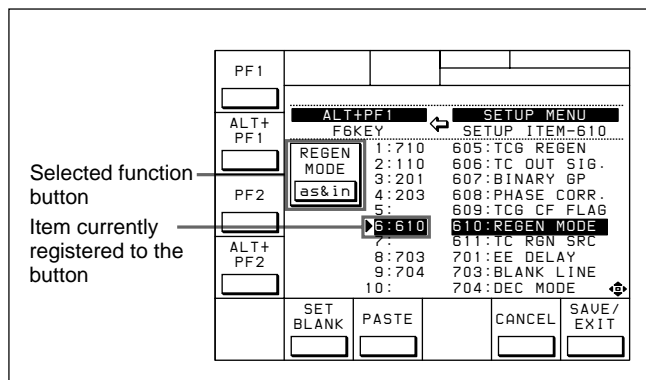 PF1
ALT+
PF1
PF2
ALT+
PF2
Selected function
button
Item currently
registered to the
button
ALT+PF1
F6KEY
REGEN
MODE
as&in
1:710
2:110
3:201
4:203
5:
6:610
7:
8:703
9:704
10:
SETUP MENU
SETUP ITEM-610
605:TCG REGEN
606:TC OUT SIG.
607:BINARY GP
608:PHASE CORR.
609:TCG CF FLAG
610:REGEN MODE
611:TC RGN SRC
701:EE DELAY
703:BLANK LINE
704:DEC MODE
SET
BLANK
PASTE
CANCEL
SAVE/
EXIT